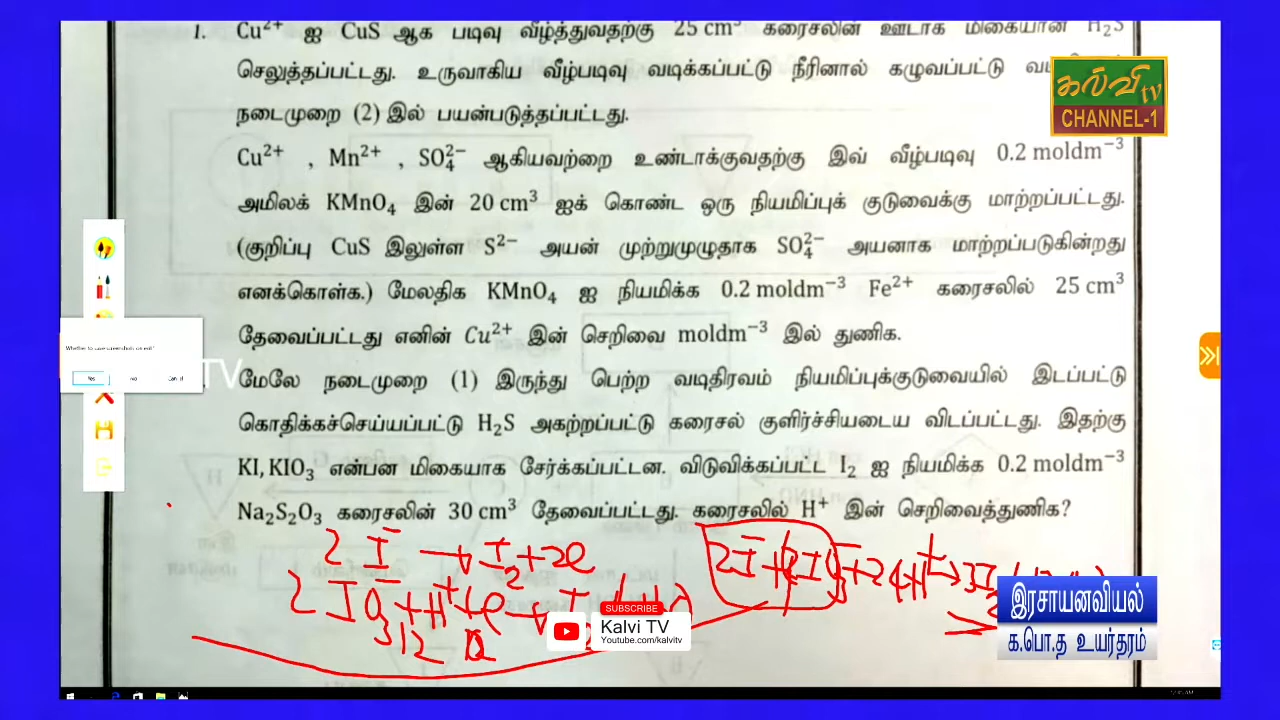 1. Cu²⁺ ஐ CuS ஆக படிவு வீழ்த்துவதற்கு 25 cm³ கரைசலின் ஊடாக மிகையான H₂S
செலுத்தப்பட்டது. உருவாகிய வீழ்படிவு வடிக்கப்பட்டு நீரினால் கழுவப்பட்டு
நடைமுறை (2) இல் பயன்படுத்தப்பட்டது.
Cu²⁺ , Mn²⁺ , SO₄²⁻ ஆகியவற்றை உண்டாக்குவதற்கு இவ் வீழ்படிவு 0.2 moldm⁻³
அமிலக் KMnO₄ இன் 20 cm³ ஐக் கொண்ட ஒரு நியமிப்புக் குடுவைக்கு மாற்றப்பட்டது.
(குறிப்பு CuS இலுள்ள S²⁻ அயன் முற்றுமுழுதாக SO₄²⁻ அயனாக மாற்றப்படுகின்றது
எனக்கொள்க.) மேலதிக KMnO₄ ஐ நியமிக்க 0.2 moldm⁻³ Fe²⁺ கரைசலில் 25 cm³
தேவைப்பட்டது எனின் Cu²⁺ இன் செறிவை moldm⁻³ இல் துணிக.
மேலே நடைமுறை (1) இருந்து பெற்ற வடிதிரவம் நியமிப்புக்குடுவையில் இடப்பட்டு
கொதிக்கச்செய்யப்பட்டு H₂S அகற்றப்பட்டு கரைசல் குளிர்ச்சியடைய விடப்பட்டது. இதற்கு
KI, KIO₃ என்பன மிகையாக சேர்க்கப்பட்டன. விடுவிக்கப்பட்ட I₂ ஐ நியமிக்க 0.2 moldm⁻³
Na₂S₂O₃ கரைசலின் 30 cm³ தேவைப்பட்டது. கரைசலில் H⁺ இன் செறிவைத்துணிக?
கல்வி tv
CHANNEL-1
TV
Yes
2I⁻ → I₂ + 2e
SUBSCRIBE
Kalvi TV
Youtube.com/kalvitv
இரசாயனவியல்
க.பொ.த உயர்தரம்